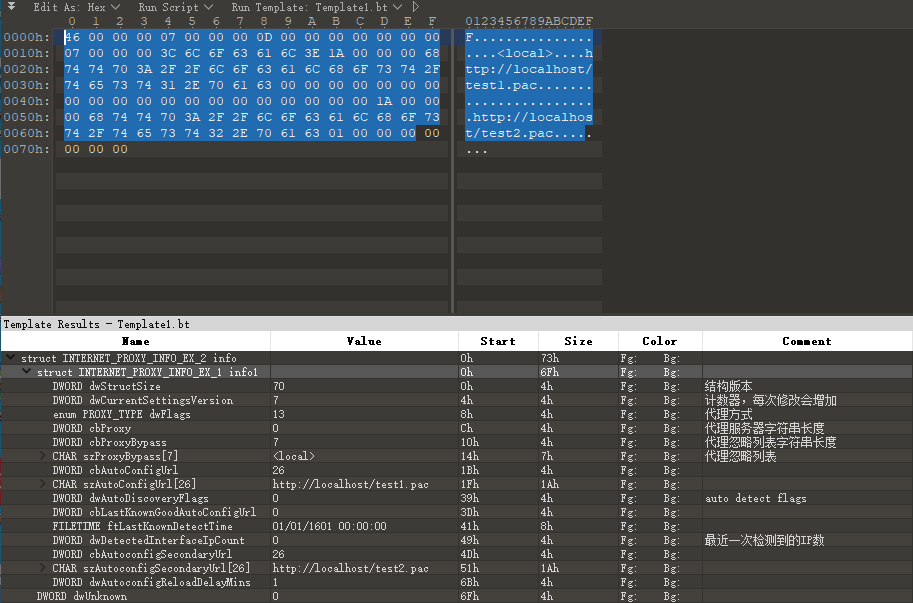 Edit As: Hex Run Script Run Template: Template1.bt
0 1 2 3 4 5 6 7 8 9 A B C D E F 0123456789ABCDEF
0000h: 46 00 00 00 07 00 00 00 0D 00 00 00 00 00 00 00 F...............
0010h: 07 00 00 00 3C 6C 6F 63 61 6C 3E 1A 00 00 00 68 ....<local>....h
0020h: 74 74 70 3A 2F 2F 6C 6F 63 61 6C 68 6F 73 74 2F ttp://localhost/
0030h: 74 65 73 74 31 2E 70 61 63 00 00 00 00 00 00 00 test1.pac.......
0040h: 00 00 00 00 00 00 00 00 00 00 00 00 00 1A 00 00 ................
0050h: 00 68 74 74 70 3A 2F 2F 6C 6F 63 61 6C 68 6F 73 .http://localhos
0060h: 74 2F 74 65 73 74 32 2E 70 61 63 01 00 00 00 00 t/test2.pac.....
0070h: 00 00 00 ...
Template Results - Template1.bt
Name Value Start Size Color Comment
struct INTERNET_PROXY_INFO_EX_2 info 0h 73h Fg: Bg:
struct INTERNET_PROXY_INFO_EX_1 info1 0h 6Fh Fg: Bg:
DWORD dwStructSize 70 0h 4h Fg: Bg: 结构版本
DWORD dwCurrentSettingsVersion 7 4h 4h Fg: Bg: 计数器，每次修改会增加
enum PROXY_TYPE dwFlags 13 8h 4h Fg: Bg: 代理方式
DWORD cbProxy 0 Ch 4h Fg: Bg: 代理服务器字符串长度
DWORD cbProxyBypass 7 10h 4h Fg: Bg: 代理忽略列表字符串长度
CHAR szProxyBypass[7] <local> 14h 7h Fg: Bg: 代理忽略列表
DWORD cbAutoConfigUrl 26 1Bh 4h Fg: Bg:
CHAR szAutoConfigUrl[26] http://localhost/test1.pac 1Fh 1Ah Fg: Bg:
DWORD dwAutoDiscoveryFlags 0 39h 4h Fg: Bg: auto detect flags
DWORD cbLastKnownGoodAutoConfigUrl 0 3Dh 4h Fg: Bg:
FILETIME ftLastKnownDetectTime 01/01/1601 00:00:00 41h 8h Fg: Bg:
DWORD dwDetectedInterfaceIpCount 0 49h 4h Fg: Bg: 最近一次检测到的IP数
DWORD cbAutoconfigSecondaryUrl 26 4Dh 4h Fg: Bg:
CHAR szAutoconfigSecondaryUrl[26] http://localhost/test2.pac 51h 1Ah Fg: Bg:
DWORD dwAutoconfigReloadDelayMins 1 6Bh 4h Fg: Bg:
DWORD dwUnknown 0 6Fh 4h Fg: Bg: